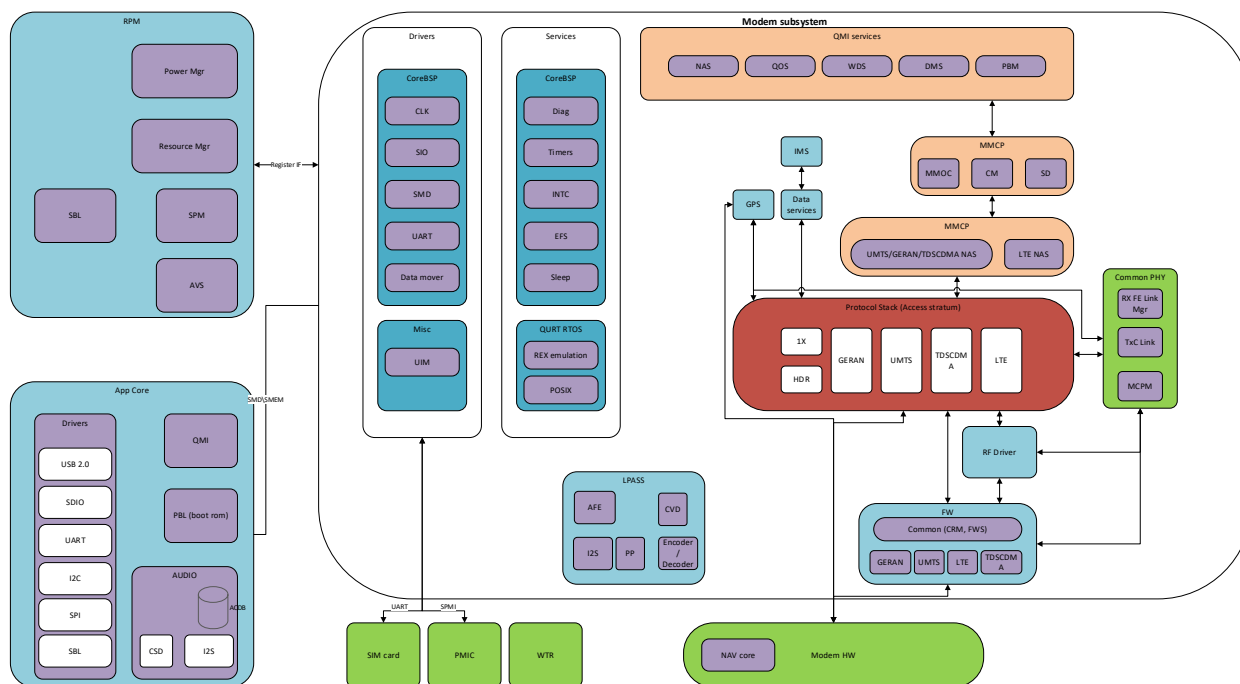 RPM
Power Mgr
Resource Mgr
SBL
SPM
AVS
Register IF
App Core
Drivers
USB 2.0
SDIO
UART
I2C
SPI
SBL
QMI
PBL (boot rom)
AUDIO
ACDB
CSD
I2S
SMD\SMEM
Modem subsystem
Drivers
CoreBSP
CLK
SIO
SMD
UART
Data mover
Misc
UIM
Services
CoreBSP
Diag
Timers
INTC
EFS
Sleep
QURT RTOS
REX emulation
POSIX
QMI services
NAS
QOS
WDS
DMS
PBM
MMCP
MMOC
CM
SD
IMS
GPS
Data
services
MMCP
UMTS/GERAN/TDSCDMA NAS
LTE NAS
Common PHY
RX FE Link
Mgr
TxC Link
MCPM
Protocol Stack (Access stratum)
1X
HDR
GERAN
UMTS
TDSCDM
A
LTE
RF Driver
LPASS
AFE
CVD
I2S
PP
Encoder
/
Decoder
FW
Common (CRM, FWS)
GERAN
UMTS
LTE
TDSCDM
A
UART
SPMI
SIM card
PMIC
WTR
NAV core
Modem HW